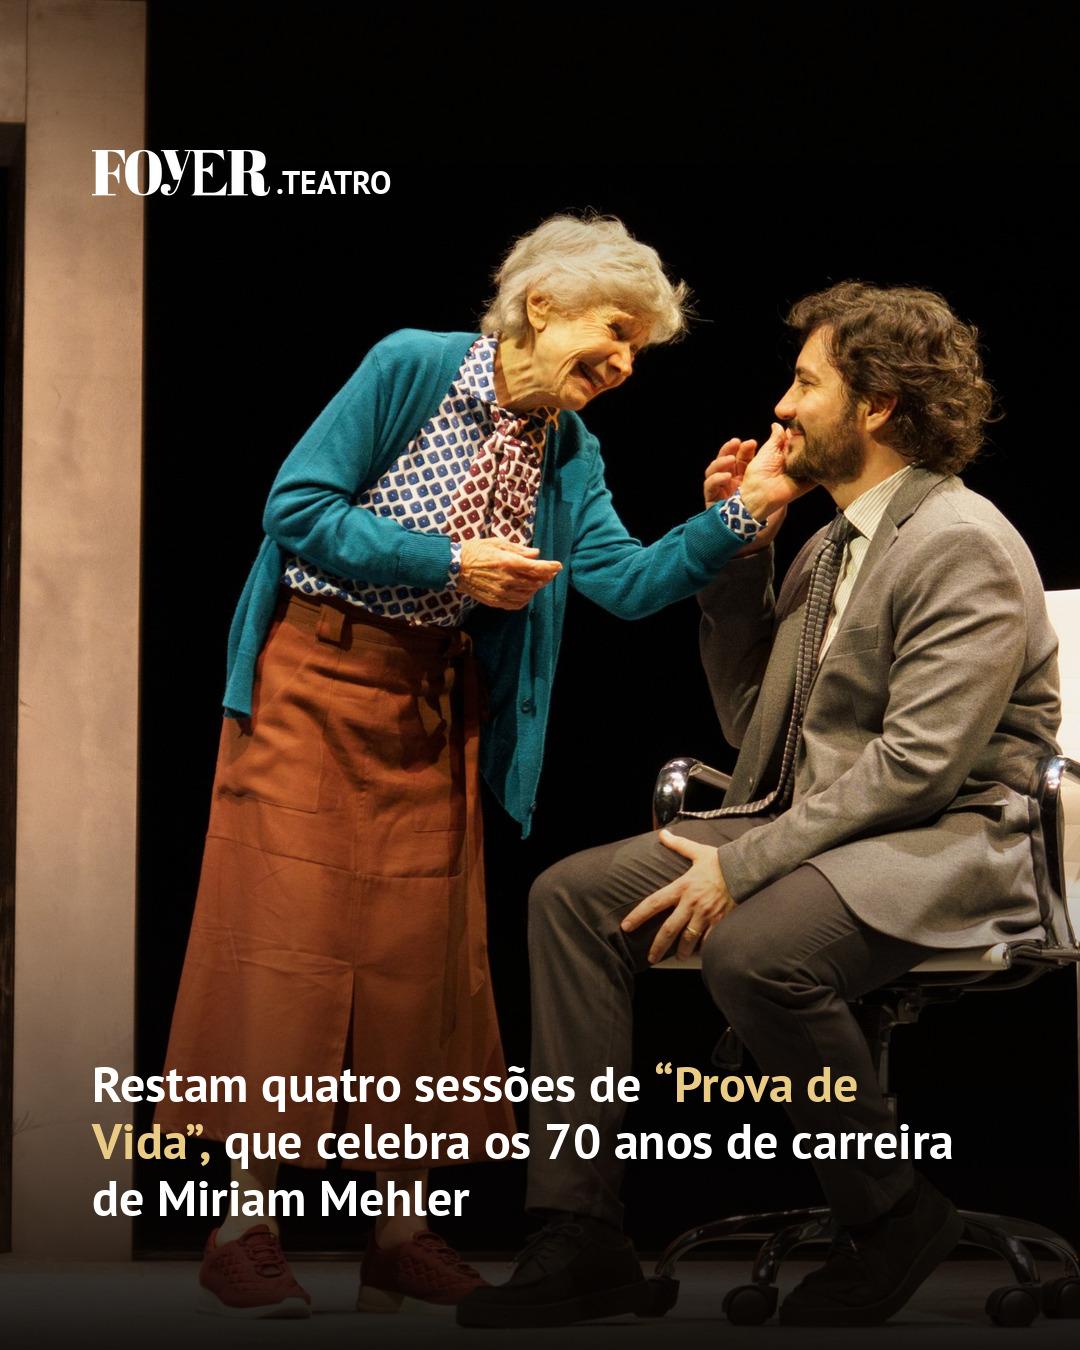 FOYER.TEATRO
Restam quatro sessões de “Prova de
Vida”, que celebra os 70 anos de carreira
de Miriam Mehler